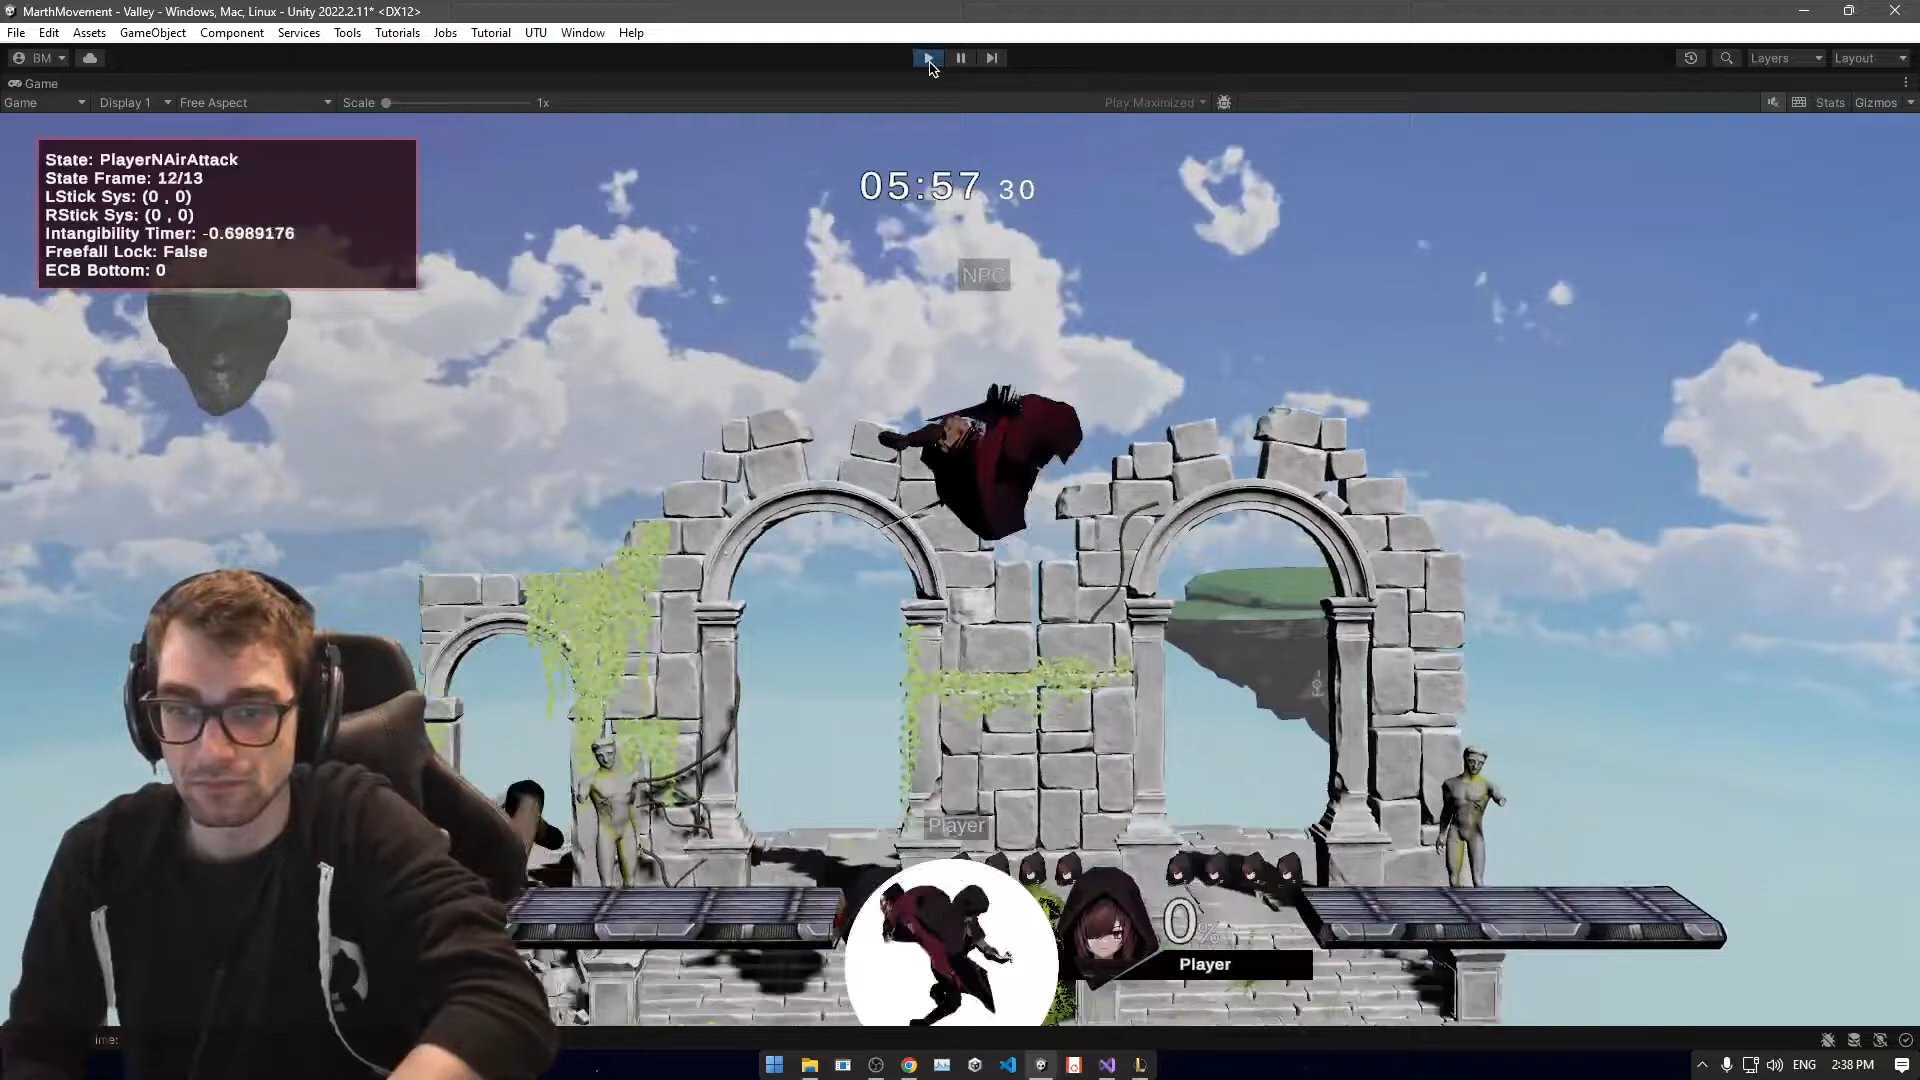 MarthMovement - Valley - Windows, Mac, Linux - Unity 2022.2.11* <DX12>
File Edit Assets GameObject Component Services Tools Tutorials Jobs Tutorial UTU Window Help
BM Layers Layout
Game
Game Display 1 Free Aspect Scale 1x Play Maximized Stats Gizmos
State: PlayerNAirAttack
State Frame: 12/13
LStick Sys: (0 , 0)
RStick Sys: (0 , 0)
Intangibility Timer: -0.6989176
Freefall Lock: False
ECB Bottom: 0
05:57 30
NPC
Player
0%
Player
ime:
ENG 2:38 PM